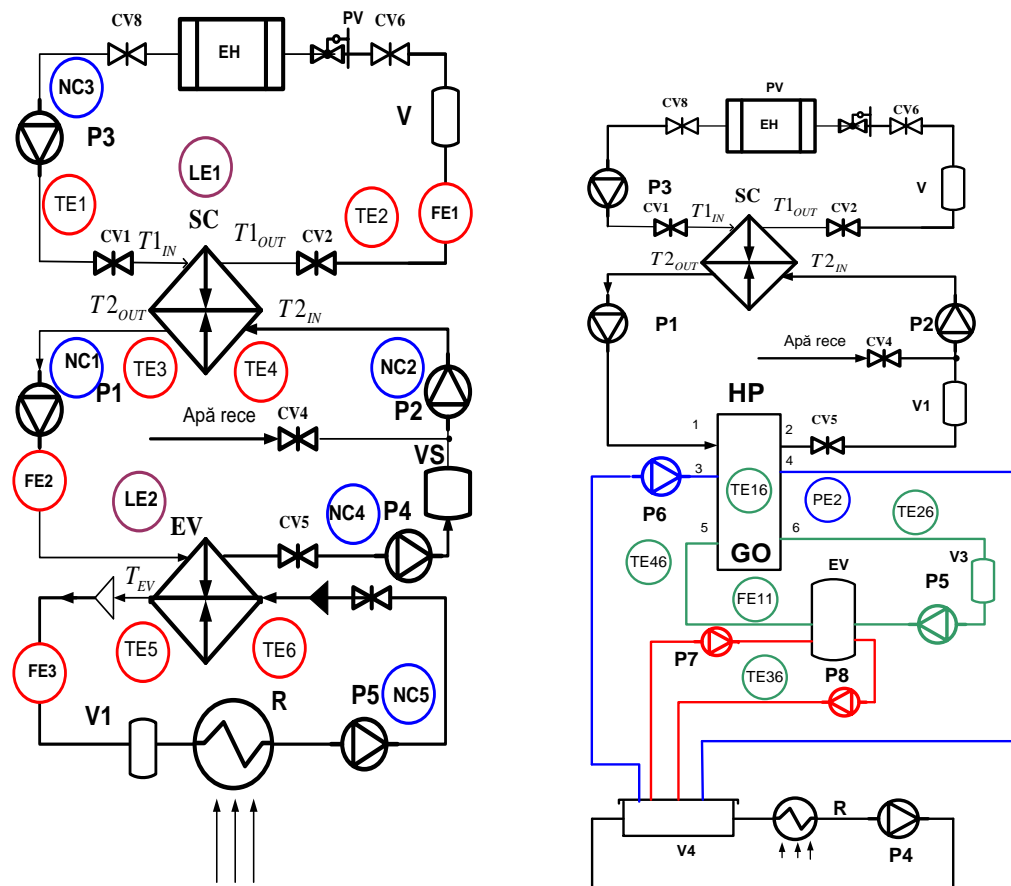 CV8
EH
PV
CV6
NC3
P3
V
LE1
TE1
SC
TE2
FE1
CV1
T1IN
T1OUT
CV2
T2OUT
T2IN
NC1
TE3
TE4
NC2
P1
P2
Apă rece
CV4
VS
FE2
LE2
EV
CV5
NC4
P4
TEV
TE5
TE6
FE3
R
P5
NC5
V1
PV
CV8
EH
CV6
P3
SC
V
CV1
T1IN
T1OUT
CV2
T2OUT
T2IN
P1
P2
Apă rece
CV4
HP
V1
1
2
CV5
3
4
P6
TE16
PE2
TE26
5
6
TE46
GO
EV
V3
P5
FE11
P7
TE36
P8
R
V4
P4